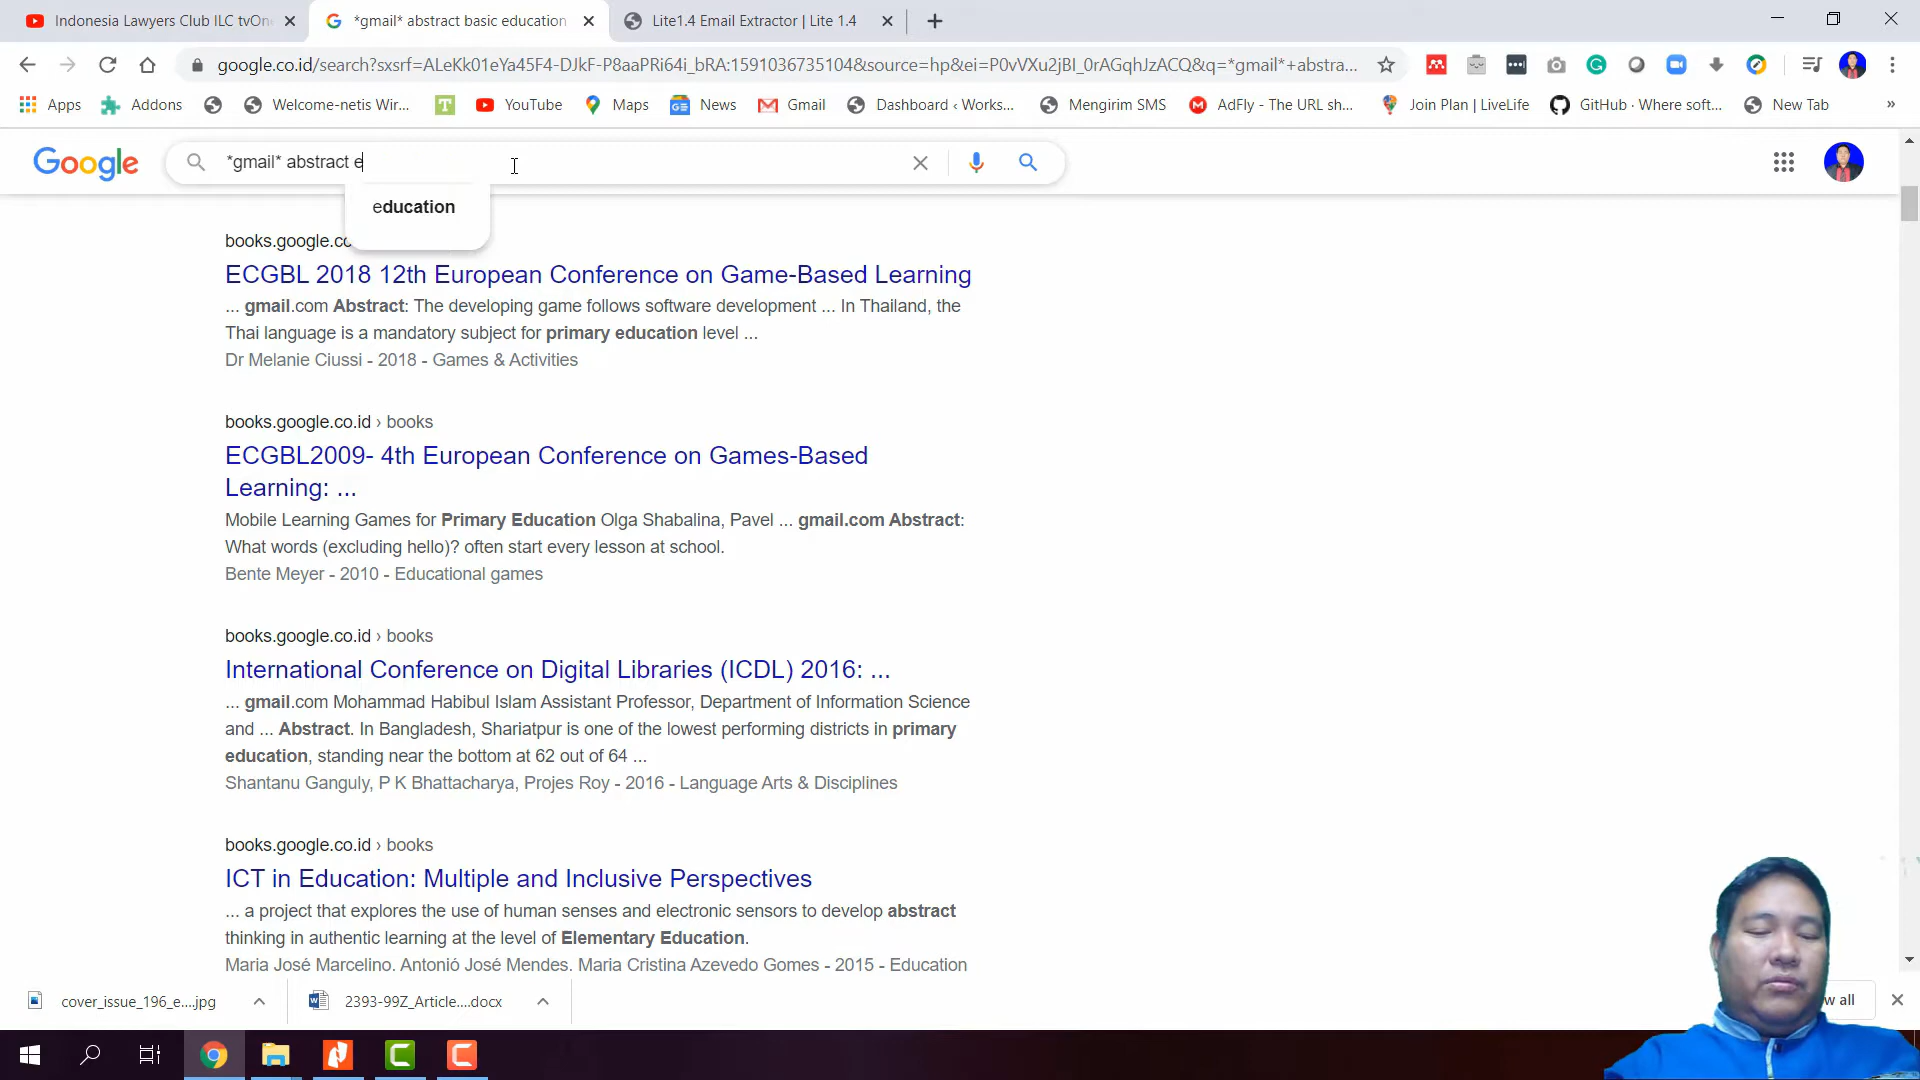 Indonesia Lawyers Club ILC tvOn
*gmail* abstract basic education
Lite1.4 Email Extractor | Lite 1.4
google.co.id/search?sxsrf=ALeKk01eYa45F4-DJkF-P8aaPRi64i_bRA:1591036735104&source=hp&ei=P0vVXu2jBI_0rAGqhJzACQ&q=*gmail*+abstra...
Apps
Addons
Welcome-netis Wir...
YouTube
Maps
News
Gmail
Dashboard ‹ Works...
Mengirim SMS
AdFly - The URL sh...
Join Plan | LiveLife
GitHub · Where soft...
New Tab
»
Google
*gmail* abstract e
education
books.google.co
ECGBL 2018 12th European Conference on Game-Based Learning
... gmail.com Abstract: The developing game follows software development ... In Thailand, the
Thai language is a mandatory subject for primary education level ...
Dr Melanie Ciussi - 2018 - Games & Activities
books.google.co.id › books
ECGBL2009- 4th European Conference on Games-Based
Learning: ...
Mobile Learning Games for Primary Education Olga Shabalina, Pavel ... gmail.com Abstract:
What words (excluding hello)? often start every lesson at school.
Bente Meyer - 2010 - Educational games
books.google.co.id › books
International Conference on Digital Libraries (ICDL) 2016: ...
... gmail.com Mohammad Habibul Islam Assistant Professor, Department of Information Science
and ... Abstract. In Bangladesh, Shariatpur is one of the lowest performing districts in primary
education, standing near the bottom at 62 out of 64 ...
Shantanu Ganguly, P K Bhattacharya, Projes Roy - 2016 - Language Arts & Disciplines
books.google.co.id › books
ICT in Education: Multiple and Inclusive Perspectives
... a project that explores the use of human senses and electronic sensors to develop abstract
thinking in authentic learning at the level of Elementary Education.
Maria José Marcelino, Antonió José Mendes, Maria Cristina Azevedo Gomes - 2015 - Education
cover_issue_196_e....jpg
2393-99Z_Article....docx
w all